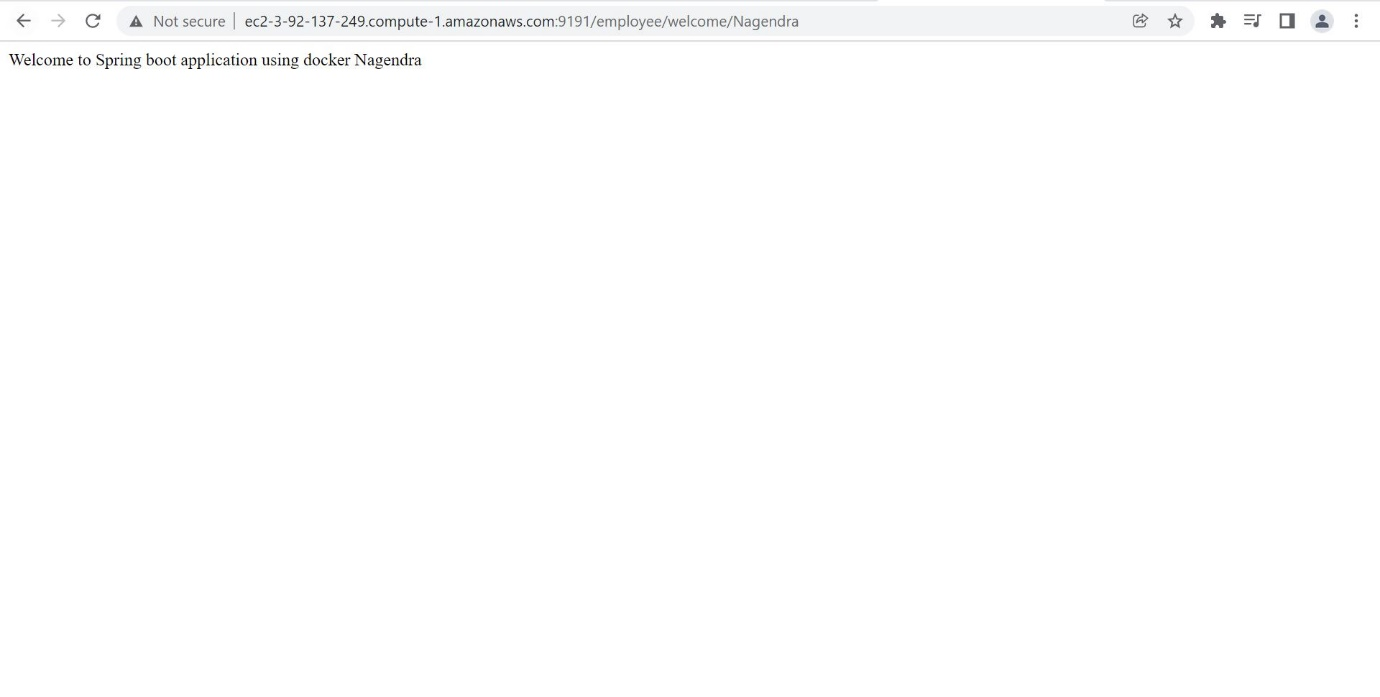 Not secure ec2-3-92-137-249.compute-1.amazonaws.com:9191/employee/welcome/Nagendra
Welcome to Spring boot application using docker Nagendra